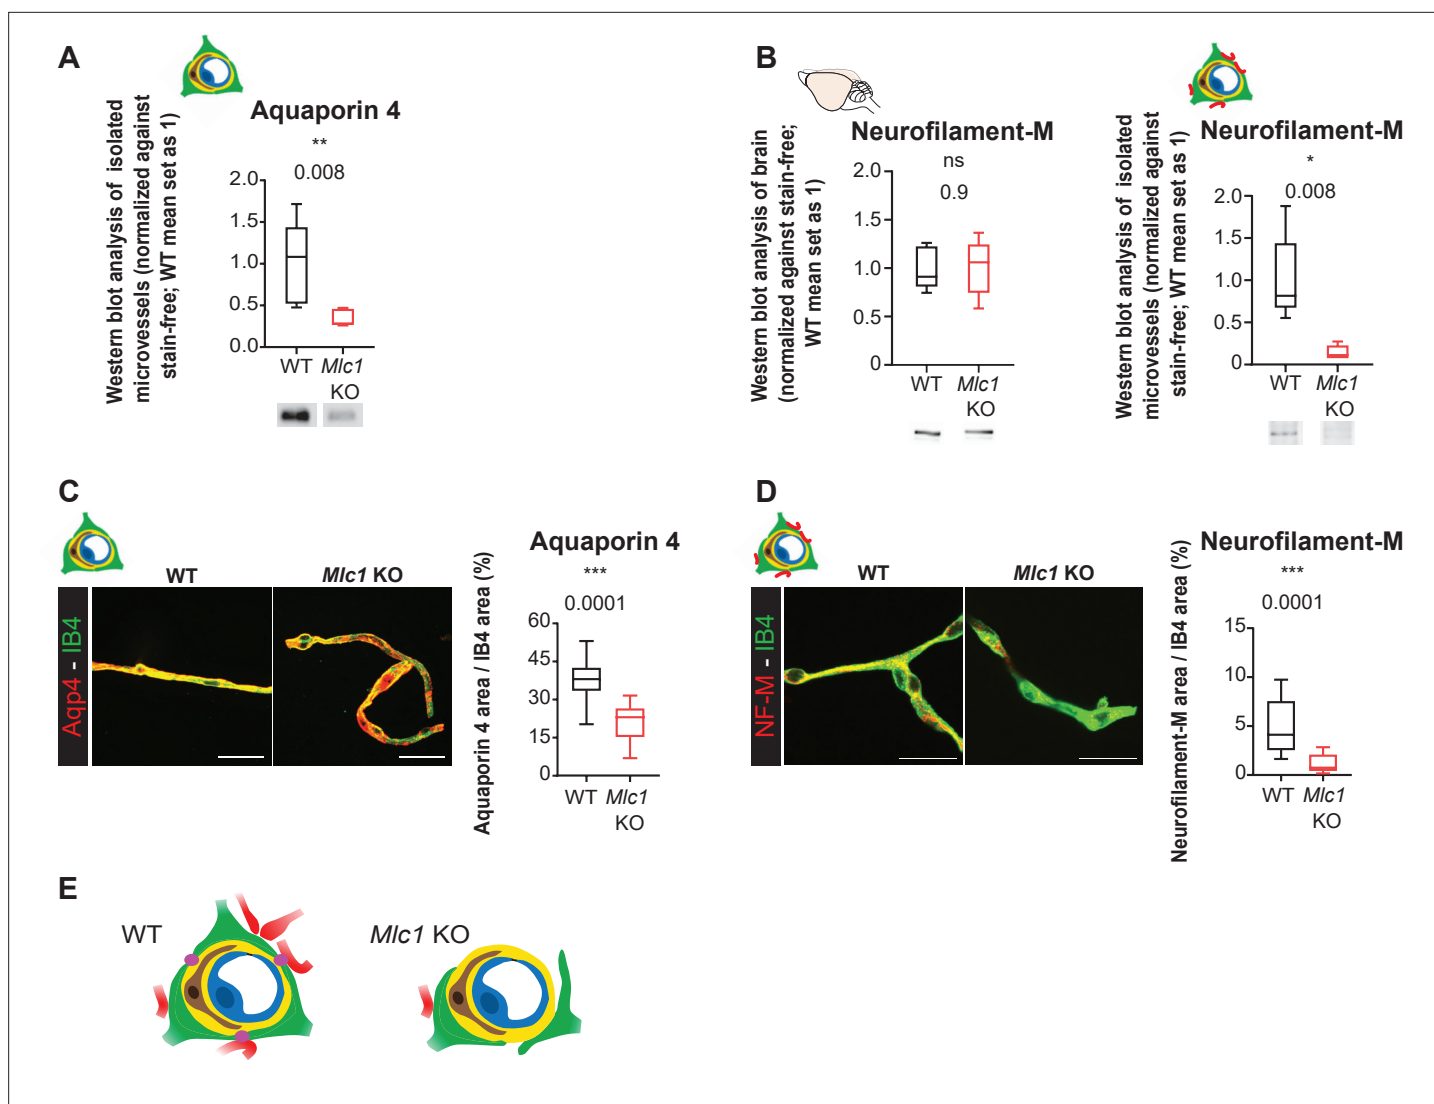 A
Aquaporin 4
**
0.008
Western blot analysis of isolated
microvessels (normalized against
stain-free; WT mean set as 1)
2.0
1.5
1.0
0.5
0.0
WT
Mlc1
KO
B
Neurofilament-M
ns
0.9
Western blot analysis of brain
(normalized against stain-free;
WT mean set as 1)
2.0
1.5
1.0
0.5
0
WT
Mlc1
KO
Neurofilament-M
*
0.008
Western blot analysis of isolated
microvessels (normalized against
stain-free; WT mean set as 1)
2.0
1.5
1.0
0.5
0
WT
Mlc1
KO
C
WT
Mlc1 KO
Aqp4 - IB4
Aquaporin 4
***
0.0001
Aquaporin 4 area / IB4 area (%)
60
45
30
15
0
WT
Mlc1
KO
D
WT
Mlc1 KO
NF-M - IB4
Neurofilament-M
***
0.0001
Neurofilament-M area / IB4 area (%)
15
10
5
0
WT
Mlc1
KO
E
WT
Mlc1 KO